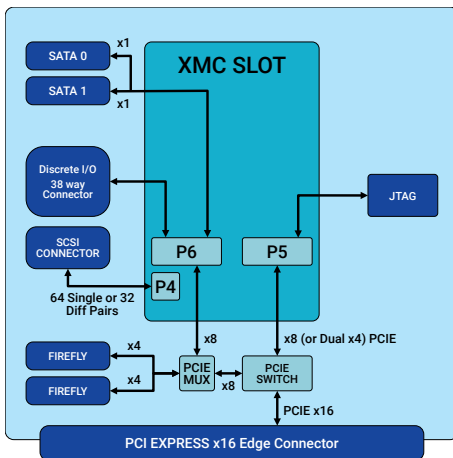 SATA 0
x1
SATA 1
x1
XMC SLOT
Discrete I/O
38 way
Connector
JTAG
SCSI
CONNECTOR
P6
P5
P4
64 Single or 32
Diff Pairs
x8
x8 (or Dual x4) PCIE
FIREFLY
x4
FIREFLY
x4
PCIE
MUX
x8
PCIE
SWITCH
PCIE x16
PCI EXPRESS x16 Edge Connector